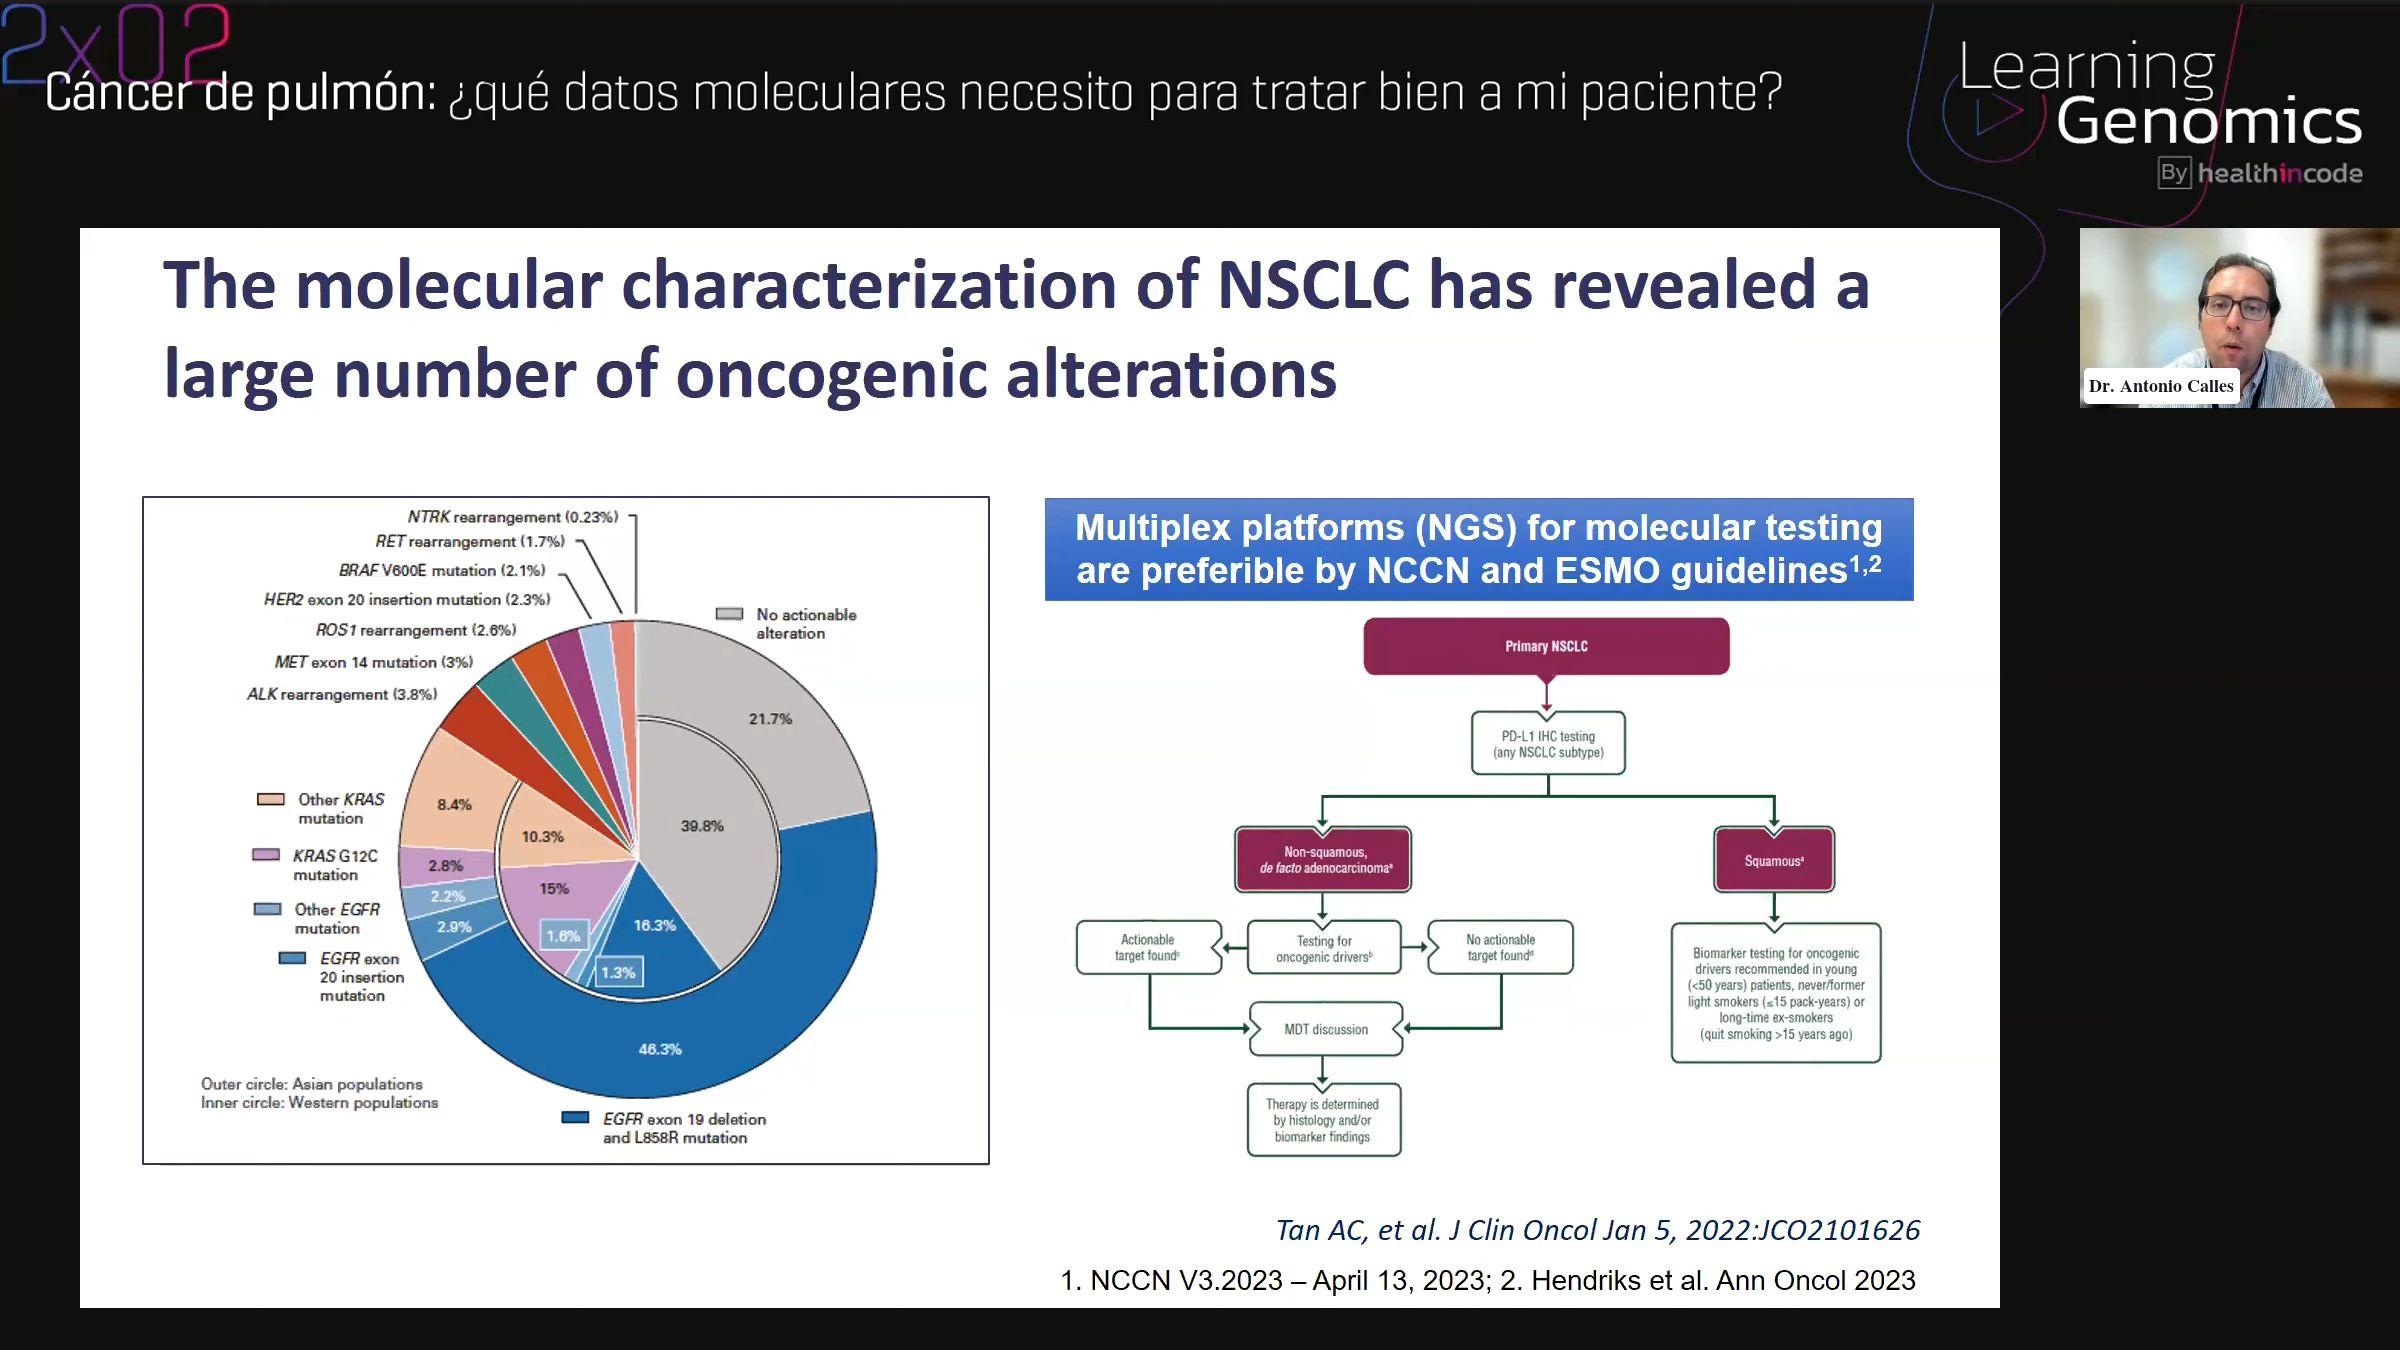 2x02
Cáncer de pulmón: ¿qué datos moleculares necesito para tratar bien a mi paciente?
Learning
Genomics
By healthincode
Dr. Antonio Calles
The molecular characterization of NSCLC has revealed a
large number of oncogenic alterations
NTRK rearrangement (0.23%)
RET rearrangement (1.7%)
BRAF V600E mutation (2.1%)
HER2 exon 20 insertion mutation (2.3%)
ROS1 rearrangement (2.6%)
MET exon 14 mutation (3%)
ALK rearrangement (3.8%)
No actionable
alteration
21.7%
39.8%
Other KRAS
mutation
8.4%
10.3%
KRAS G12C
mutation
2.8%
15%
Other EGFR
mutation
2.2%
1.6%
EGFR exon
20 insertion
mutation
2.9%
1.3%
16.3%
46.3%
Outer circle: Asian populations
Inner circle: Western populations
EGFR exon 19 deletion
and L858R mutation
Multiplex platforms (NGS) for molecular testing
are preferible by NCCN and ESMO guidelines1,2
Primary NSCLC
PD-L1 IHC testing
(any NSCLC subtype)
Non-squamous,
de facto adenocarcinomaª
Squamousª
Actionable
target foundᶜ
Testing for
oncogenic driversᵇ
No actionable
target foundᵈ
MDT discussion
Therapy is determined
by histology and/or
biomarker findings
Biomarker testing for oncogenic
drivers recommended in young
(<50 years) patients, never/former
light smokers (≤15 pack-years) or
long-time ex-smokers
(quit smoking >15 years ago)
Tan AC, et al. J Clin Oncol Jan 5, 2022:JCO2101626
1. NCCN V3.2023 – April 13, 2023; 2. Hendriks et al. Ann Oncol 2023